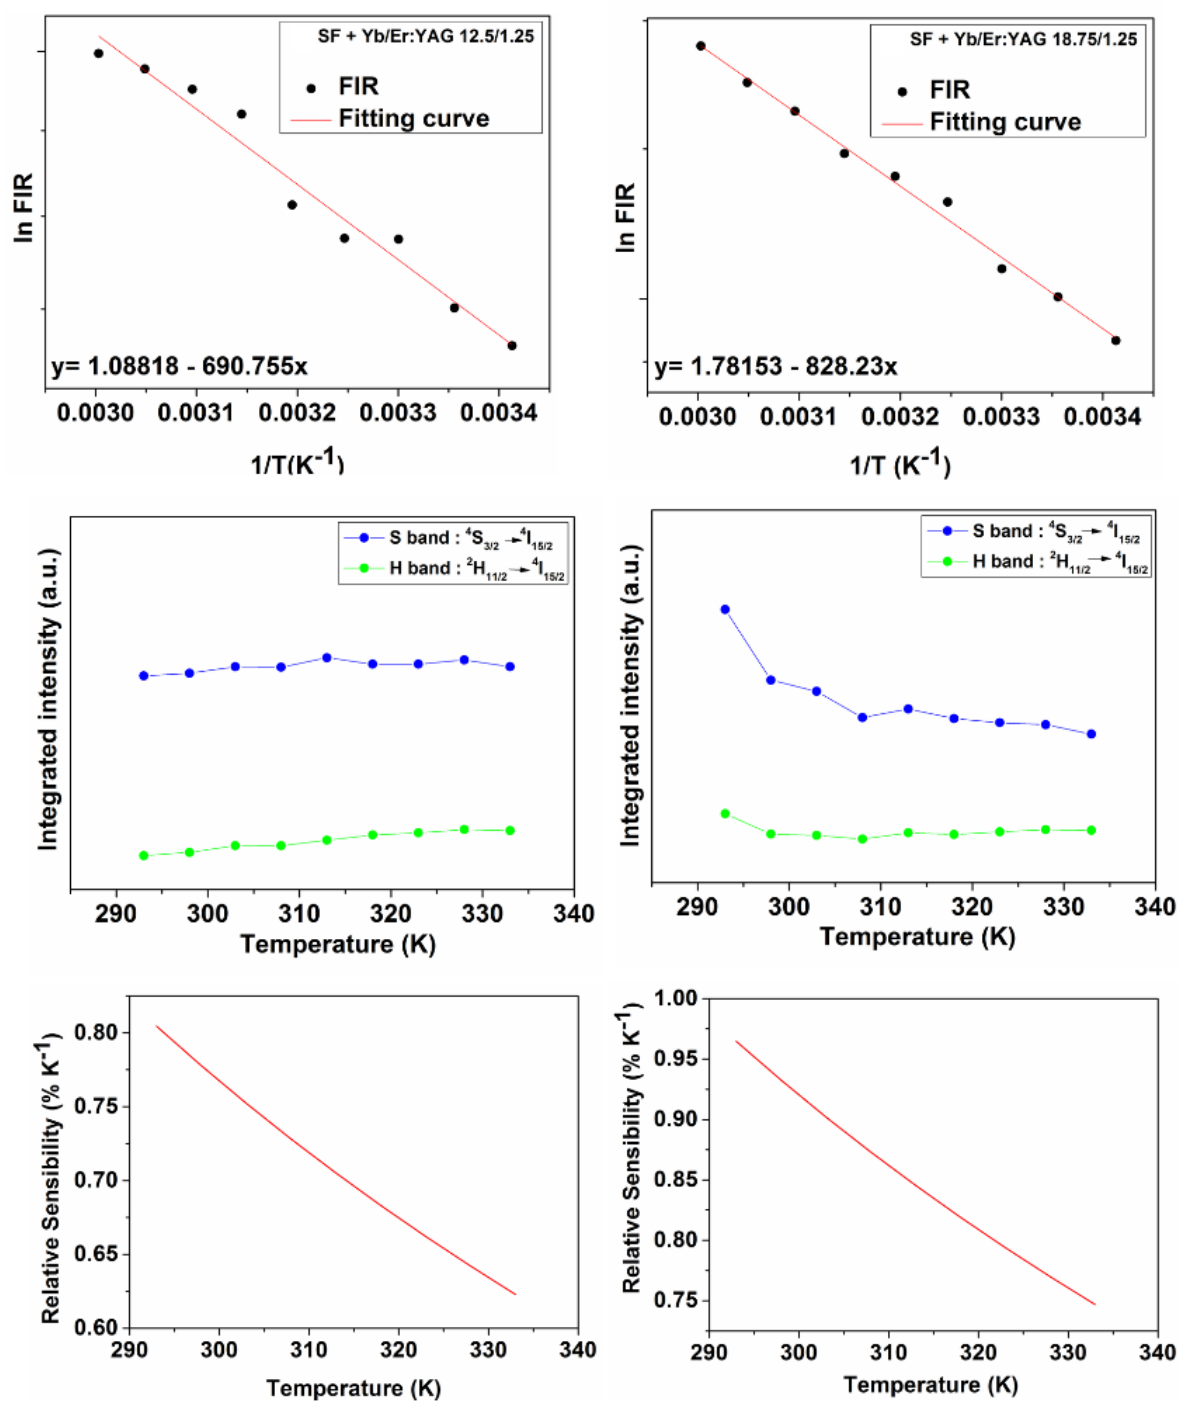 SF + Yb/Er:YAG 12.5/1.25
FIR
Fitting curve
ln FIR
y= 1.08818 - 690.755x
0.0030 0.0031 0.0032 0.0033 0.0034
1/T(K⁻¹)
SF + Yb/Er:YAG 18.75/1.25
FIR
Fitting curve
ln FIR
y= 1.78153 - 828.23x
0.0030 0.0031 0.0032 0.0033 0.0034
1/T (K⁻¹)
S band : ⁴S₃/₂ → ⁴I₁₅/₂
H band : ²H₁₁/₂ → ⁴I₁₅/₂
Integrated intensity (a.u.)
290 300 310 320 330 340
Temperature (K)
S band : ⁴S₃/₂ → ⁴I₁₅/₂
H band : ²H₁₁/₂ → ⁴I₁₅/₂
Integrated intensity (a.u.)
290 300 310 320 330 340
Temperature (K)
Relative Sensibility (% K⁻¹)
0.80
0.75
0.70
0.65
0.60
290 300 310 320 330 340
Temperature (K)
Relative Sensibility (% K⁻¹)
1.00
0.95
0.90
0.85
0.80
0.75
290 300 310 320 330 340
Temperature (K)